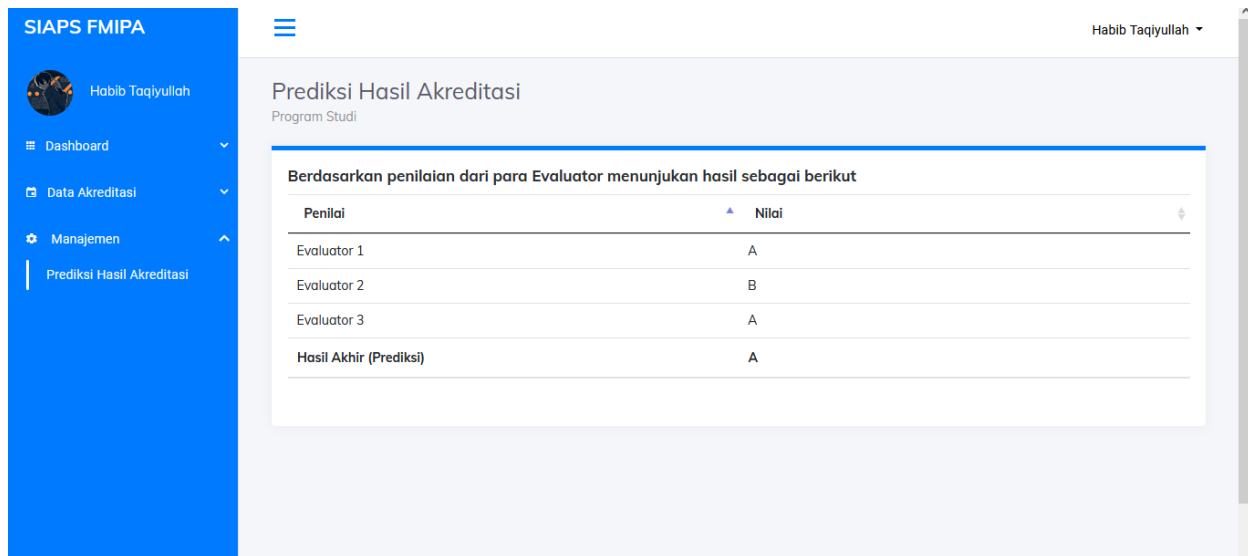 SIAPS FMIPA
Habib Taqiyullah
Habib Taqiyullah
Dashboard
Data Akreditasi
Manajemen
Prediksi Hasil Akreditasi
Prediksi Hasil Akreditasi
Program Studi
Berdasarkan penilaian dari para Evaluator menunjukan hasil sebagai berikut
Penilai Nilai
Evaluator 1 A
Evaluator 2 B
Evaluator 3 A
Hasil Akhir (Prediksi) A